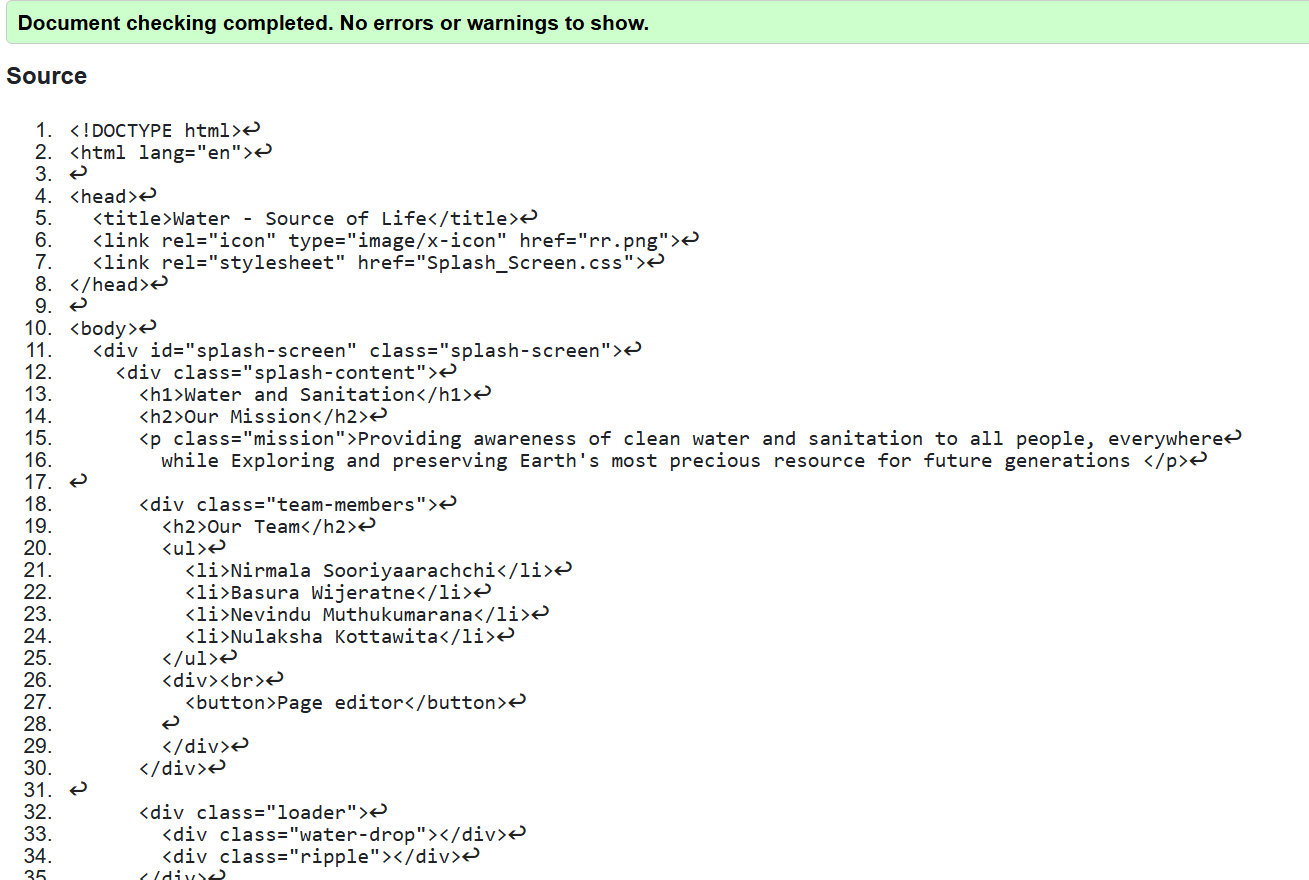 Document checking completed. No errors or warnings to show.
Source
1. <!DOCTYPE html>↩
2. <html lang="en">↩
3. ↩
4. <head>↩
5.   <title>Water - Source of Life</title>↩
6.   <link rel="icon" type="image/x-icon" href="rr.png">↩
7.   <link rel="stylesheet" href="Splash_Screen.css">↩
8. </head>↩
9. ↩
10. <body>↩
11.   <div id="splash-screen" class="splash-screen">↩
12.     <div class="splash-content">↩
13.       <h1>Water and Sanitation</h1>↩
14.       <h2>Our Mission</h2>↩
15.       <p class="mission">Providing awareness of clean water and sanitation to all people, everywhere↩
16.         while Exploring and preserving Earth's most precious resource for future generations </p>↩
17. ↩
18.       <div class="team-members">↩
19.         <h2>Our Team</h2>↩
20.         <ul>↩
21.           <li>Nirmala Sooriyaarachchi</li>↩
22.           <li>Basura Wijeratne</li>↩
23.           <li>Nevindu Muthukumarana</li>↩
24.           <li>Nulaksha Kottawita</li>↩
25.         </ul>↩
26.         <div><br>↩
27.           <button>Page editor</button>↩
28.         ↩
29.         </div>↩
30.       </div>↩
31. ↩
32.       <div class="loader">↩
33.         <div class="water-drop"></div>↩
34.         <div class="ripple"></div>↩
35.       </div>↩